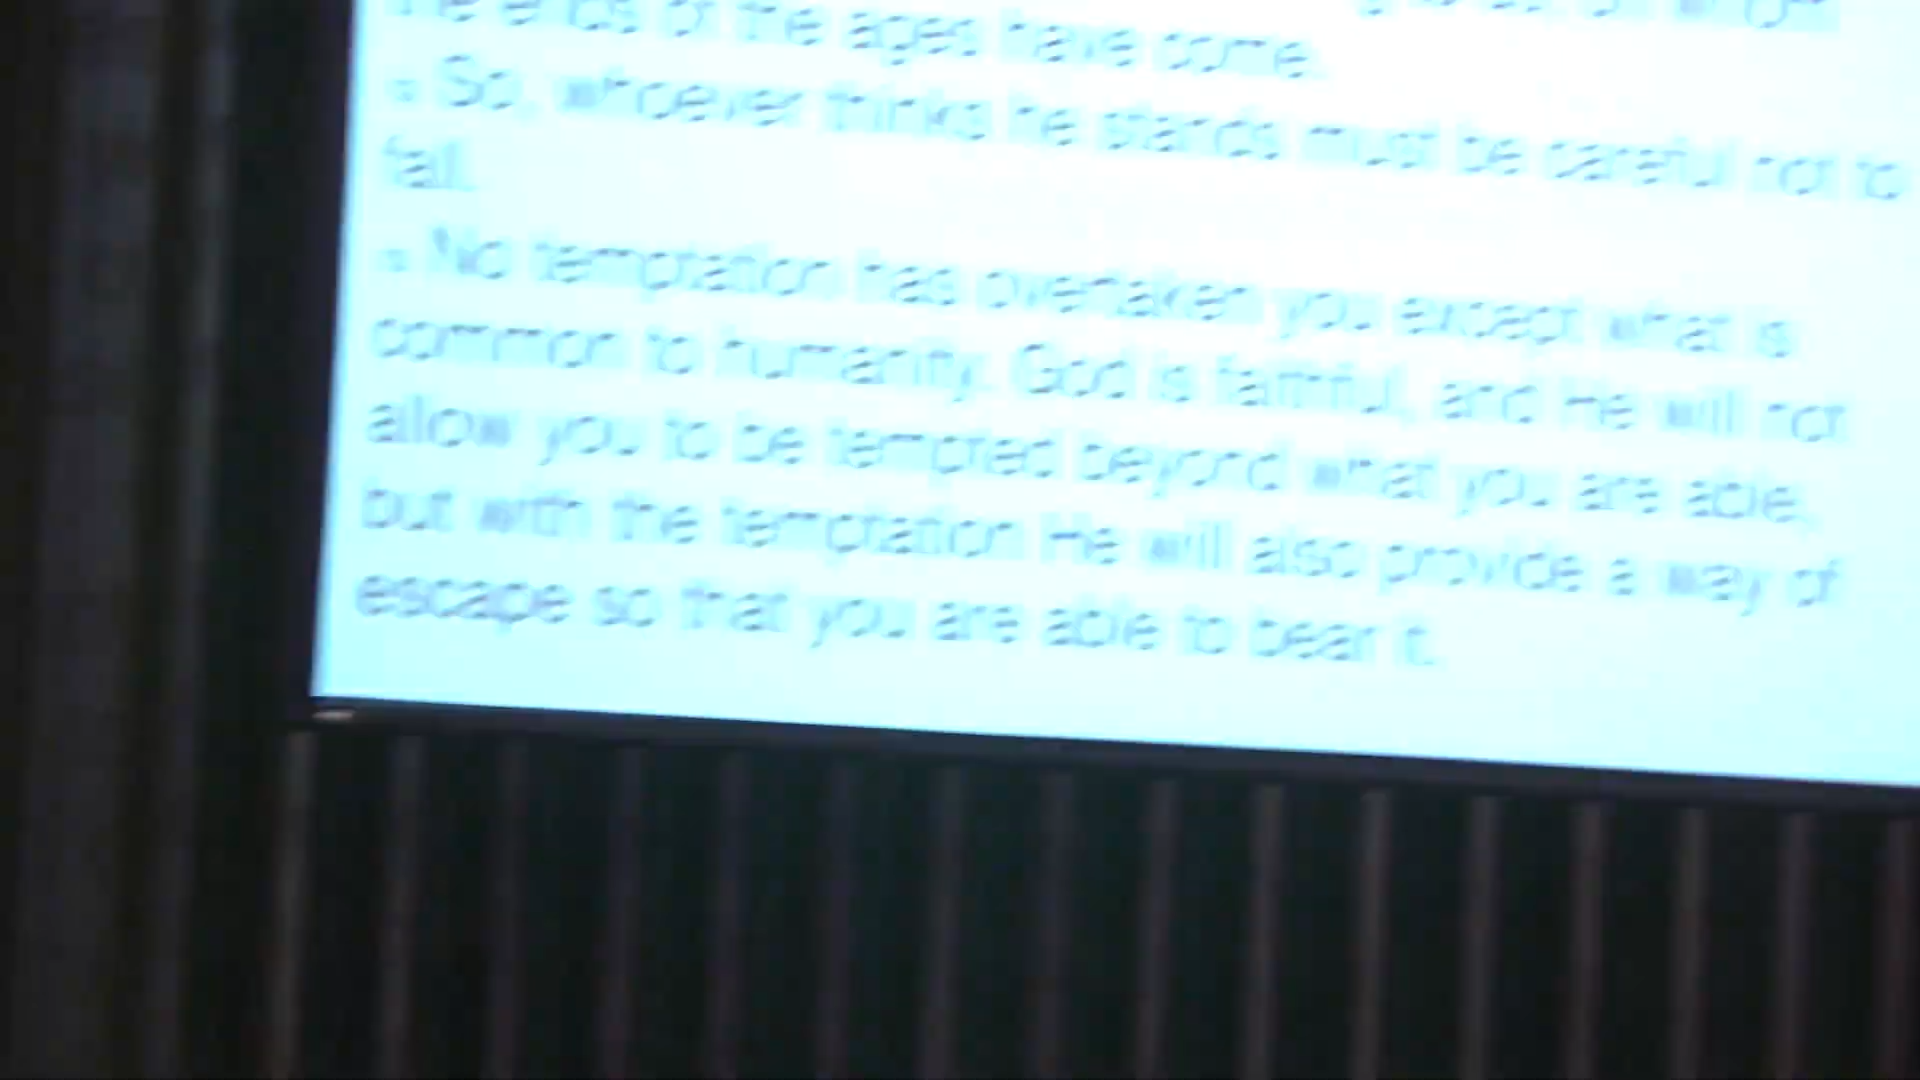 the ends of the ages have come.
So, whoever thinks he stands must be careful not to
fall.
No temptation has overtaken you except what is
common to humanity. God is faithful, and He will not
allow you to be tempted beyond what you are able,
but with the temptation He will also provide a way of
escape so that you are able to bear it.